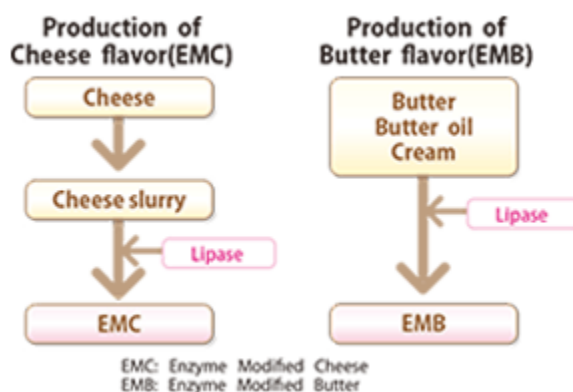 Production of
Cheese flavor(EMC)
Cheese
Cheese slurry
Lipase
EMC
Production of
Butter flavor(EMB)
Butter
Butter oil
Cream
Lipase
EMB
EMC: Enzyme Modified Cheese
EMB: Enzyme Modified Butter